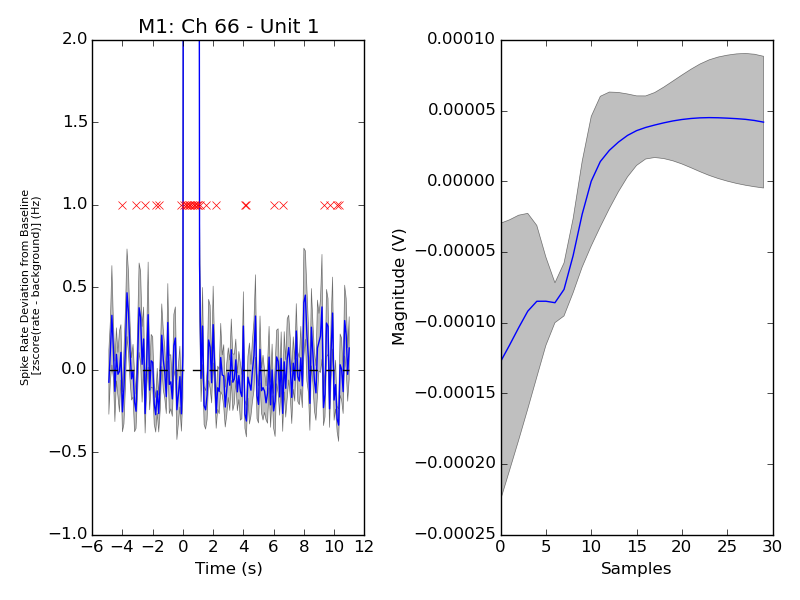 M1: Ch 66 - Unit 1
Spike Rate Deviation from Baseline
[zscore(rate - background)] (Hz)
2.0
1.5
1.0
0.5
0.0
−0.5
−1.0
−6 −4 −2 0 2 4 6 8 10 12
Time (s)
Magnitude (V)
0.00010
0.00005
0.00000
−0.00005
−0.00010
−0.00015
−0.00020
−0.00025
0 5 10 15 20 25 30
Samples